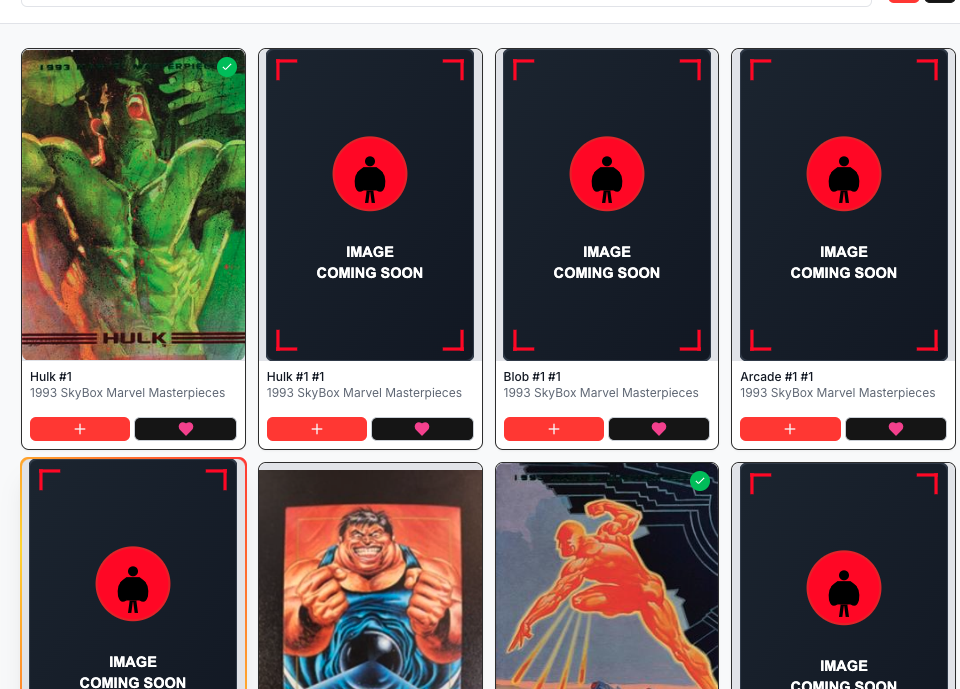 1993 MARVEL MASTERPIECES
HULK
IMAGE
COMING SOON
IMAGE
COMING SOON
IMAGE
COMING SOON
Hulk #1
1993 SkyBox Marvel Masterpieces
Hulk #1 #1
1993 SkyBox Marvel Masterpieces
Blob #1 #1
1993 SkyBox Marvel Masterpieces
Arcade #1 #1
1993 SkyBox Marvel Masterpieces
IMAGE
COMING SOON
IMAGE
COMING SOON